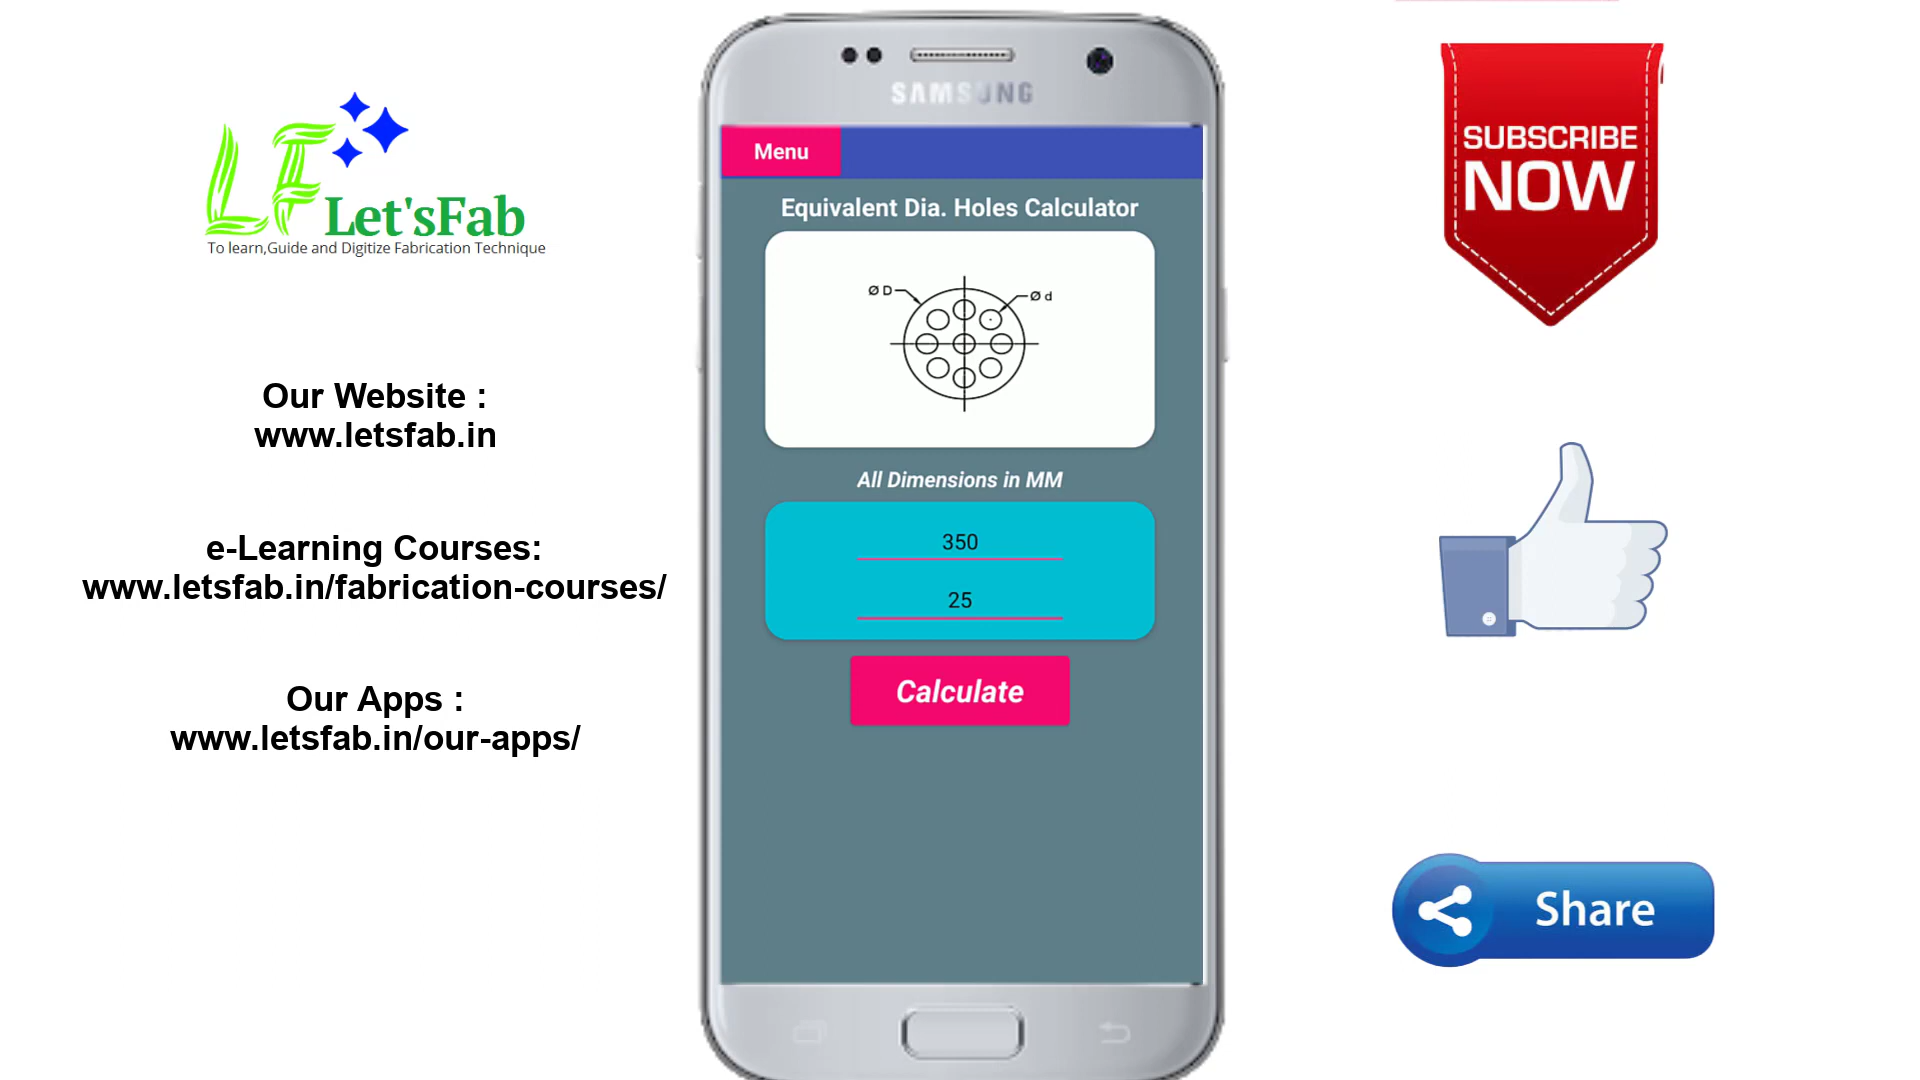 LF
Let'sFab
To learn,Guide and Digitize Fabrication Technique
Our Website :
www.letsfab.in
e-Learning Courses:
www.letsfab.in/fabrication-courses/
Our Apps :
www.letsfab.in/our-apps/
SAMSUNG
Menu
Equivalent Dia. Holes Calculator
Ø D
Ø d
All Dimensions in MM
350
25
Calculate
SUBSCRIBE
NOW
Share